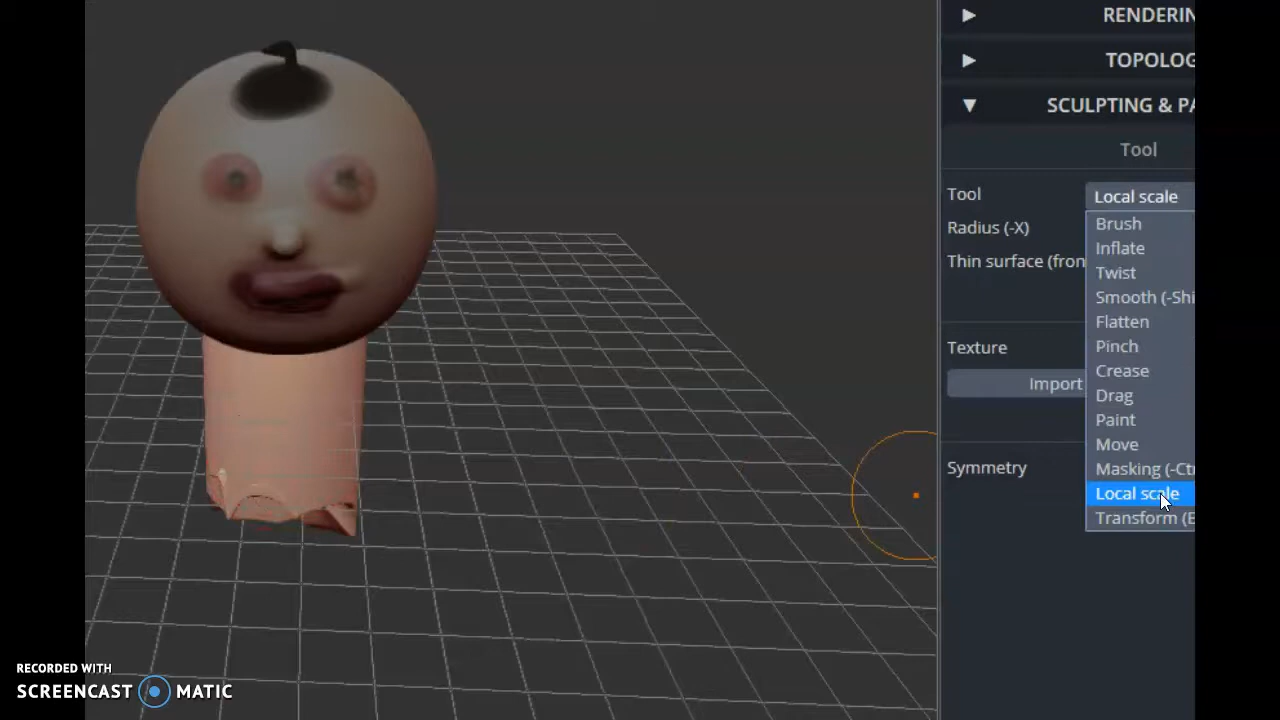 RENDERIN
TOPOLOG
SCULPTING & PA
Tool
Tool
Local scale
Radius (-X)
Thin surface (fron
Brush
Inflate
Twist
Smooth (-Shi
Flatten
Pinch
Crease
Drag
Paint
Move
Masking (-Ctr
Local scale
Transform (E
Texture
Import
Symmetry
RECORDED WITH
SCREENCAST MATIC